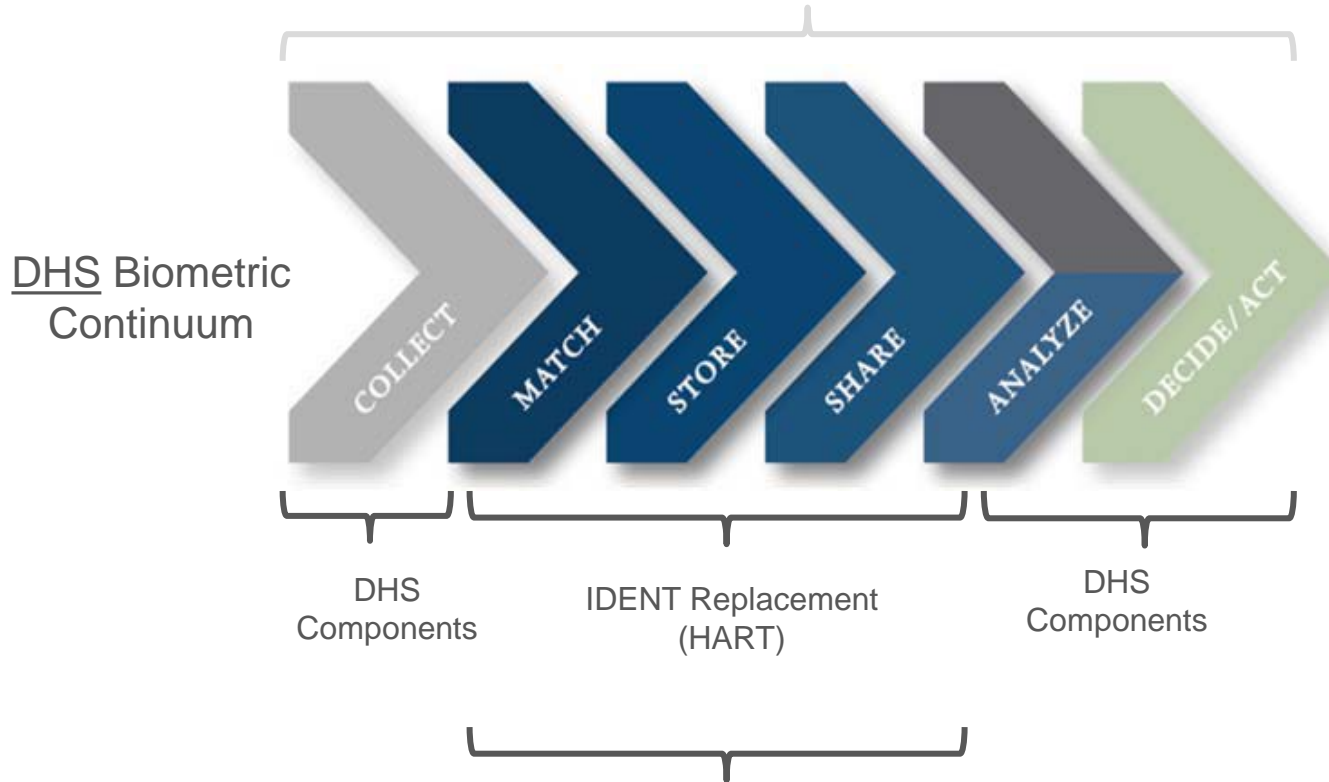 DHS Biometric
Continuum
COLLECT
MATCH
STORE
SHARE
ANALYZE
DECIDE/ACT
DHS
Components
IDENT Replacement
(HART)
DHS
Components